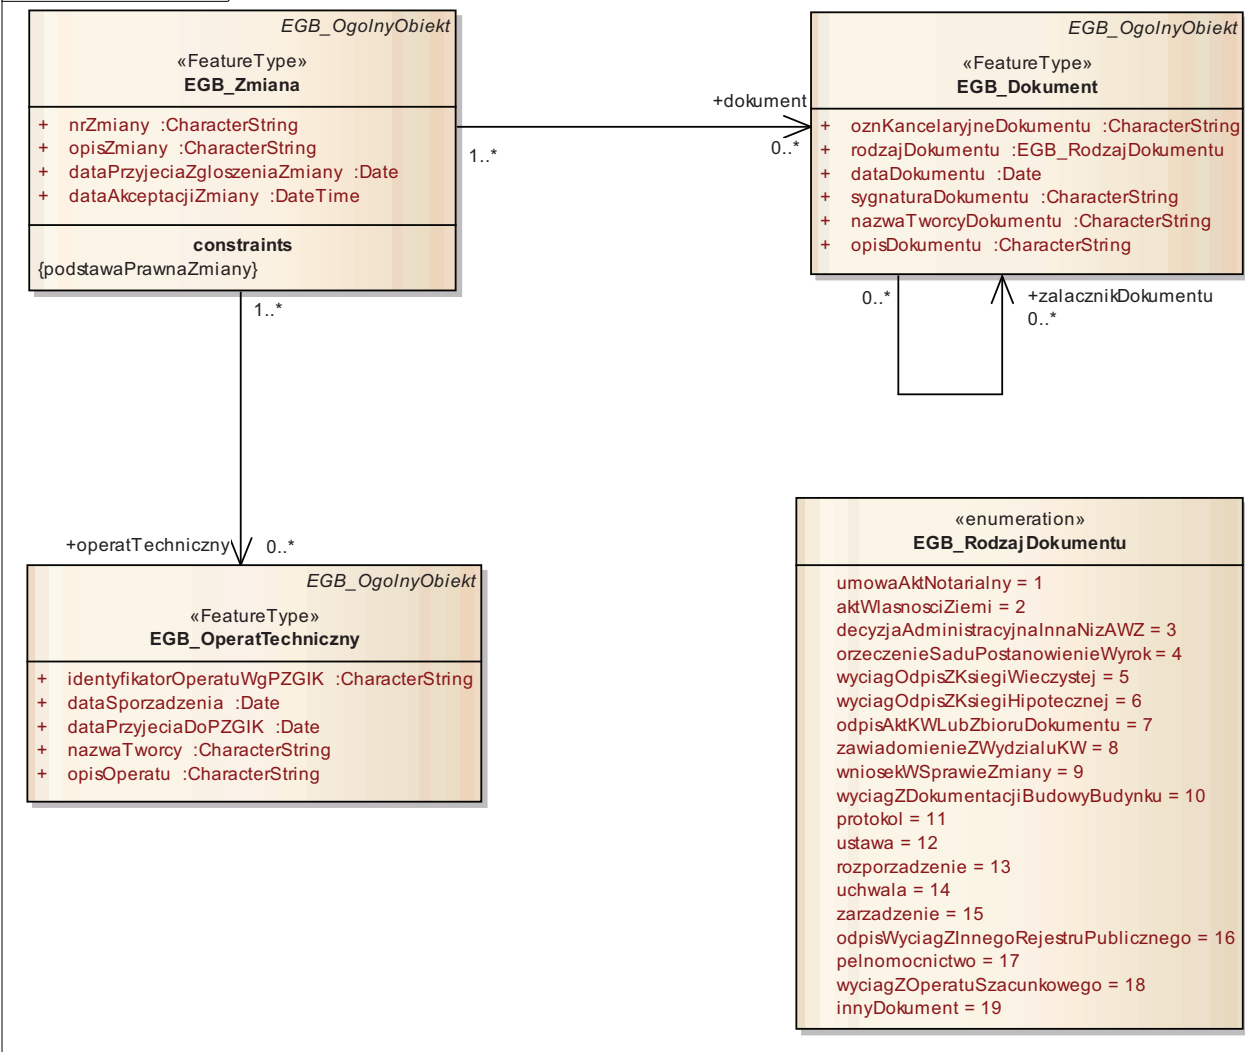 EGB_OgolnyObiekt
«FeatureType»
EGB_Zmiana
+ nrZmiany :CharacterString
+ opisZmiany :CharacterString
+ dataPrzyjeciaZgloszeniaZmiany :Date
+ dataAkceptacjiZmiany :DateTime
constraints
{podstawaPrawnaZmiany}
1..*
+dokument
0..*
EGB_OgolnyObiekt
«FeatureType»
EGB_Dokument
+ oznKancelaryjneDokumentu :CharacterString
+ rodzajDokumentu :EGB_RodzajDokumentu
+ dataDokumentu :Date
+ sygnaturaDokumentu :CharacterString
+ nazwaTworcyDokumentu :CharacterString
+ opisDokumentu :CharacterString
0..*
+zalacznikDokumentu
0..*
1..*
+operatTechniczny
0..*
EGB_OgolnyObiekt
«FeatureType»
EGB_OperatTechniczny
+ identyfikatorOperatuWgPZGIK :CharacterString
+ dataSporzadzenia :Date
+ dataPrzyjeciaDoPZGIK :Date
+ nazwaTworcy :CharacterString
+ opisOperatu :CharacterString
«enumeration»
EGB_RodzajDokumentu
umowaAktNotarialny = 1
aktWlasnosciZiemi = 2
decyzjaAdministracyjnaInnaNizAWZ = 3
orzeczenieSaduPostanowienieWyrok = 4
wyciagOdpisZKsiegiWieczystej = 5
wyciagOdpisZKsiegiHipotecznej = 6
odpisAktKWLubZbioruDokumentu = 7
zawiadomienieZWydzialuKW = 8
wniosekWSprawieZmiany = 9
wyciagZDokumentacjiBudowyBudynku = 10
protokol = 11
ustawa = 12
rozporzadzenie = 13
uchwala = 14
zarzadzenie = 15
odpisWyciagZInnegoRejestruPublicznego = 16
pelnomocnictwo = 17
wyciagZOperatuSzacunkowego = 18
innyDokument = 19